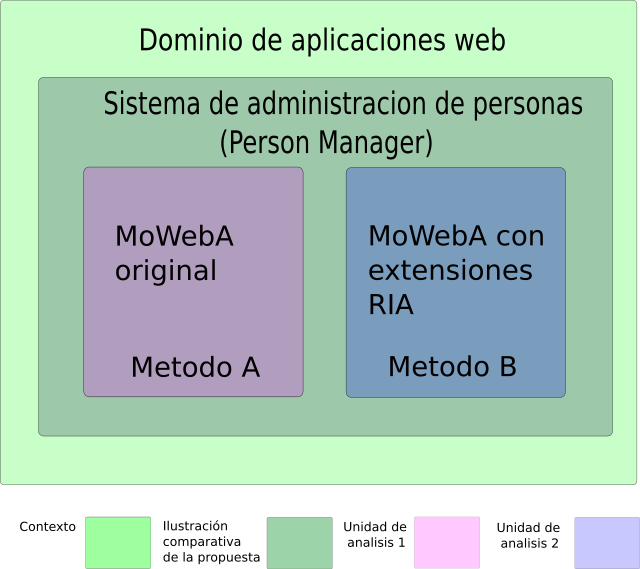 Dominio de aplicaciones web
Sistema de administracion de personas
(Person Manager)
MoWebA
original
Metodo A
MoWebA con
extensiones
RIA
Metodo B
Contexto
Ilustración
comparativa
de la propuesta
Unidad de
analisis 1
Unidad de
analisis 2